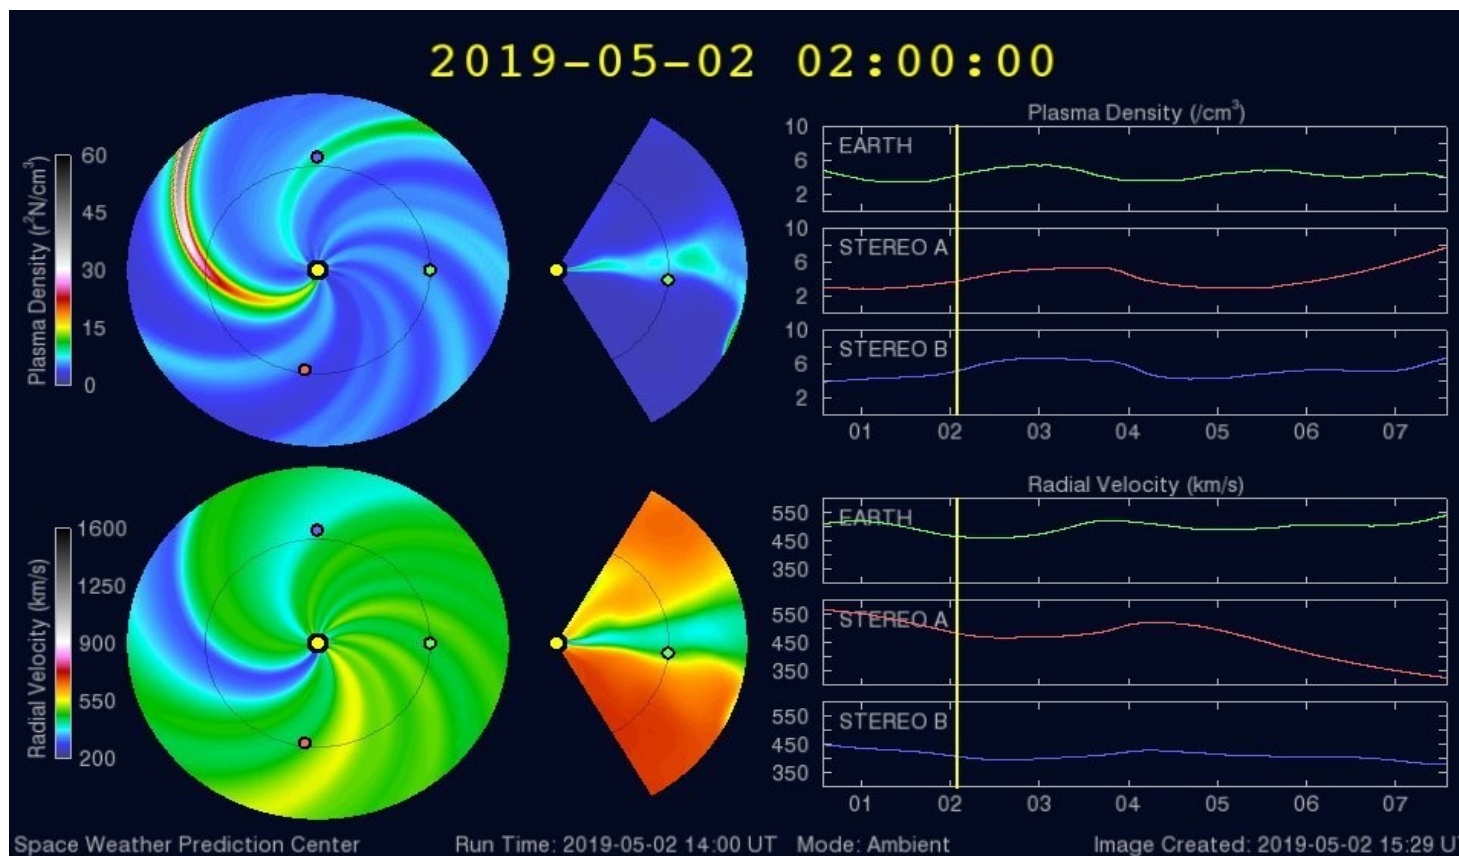 2019-05-02 02:00:00
Plasma Density (r²N/cm³)
60
45
30
15
0
Plasma Density (/cm³)
EARTH
10
6
2
STEREO A
10
6
2
STEREO B
10
6
2
01 02 03 04 05 06 07
Radial Velocity (km/s)
1600
1250
900
550
200
Radial Velocity (km/s)
EARTH
550
450
350
STEREO A
550
450
350
STEREO B
550
450
350
01 02 03 04 05 06 07
Space Weather Prediction Center Run Time: 2019-05-02 14:00 UT Mode: Ambient Image Created: 2019-05-02 15:29 U